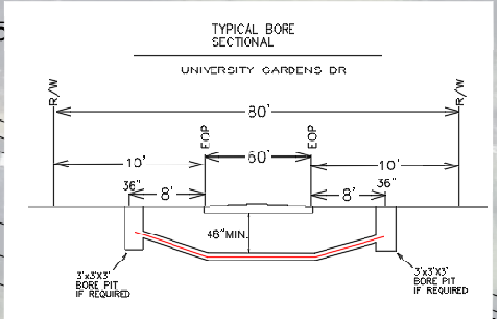 TYPICAL BORE
SECTIONAL
UNIVERSITY GARDENS DR
R/W
R/W
80'
EOP
EOP
60'
10'
10'
36"
36"
8'
8'
46"MIN.
3'x3'X3'
BORE PIT
IF REQUIRED
3'x3'X3'
BORE PIT
IF REQUIRED